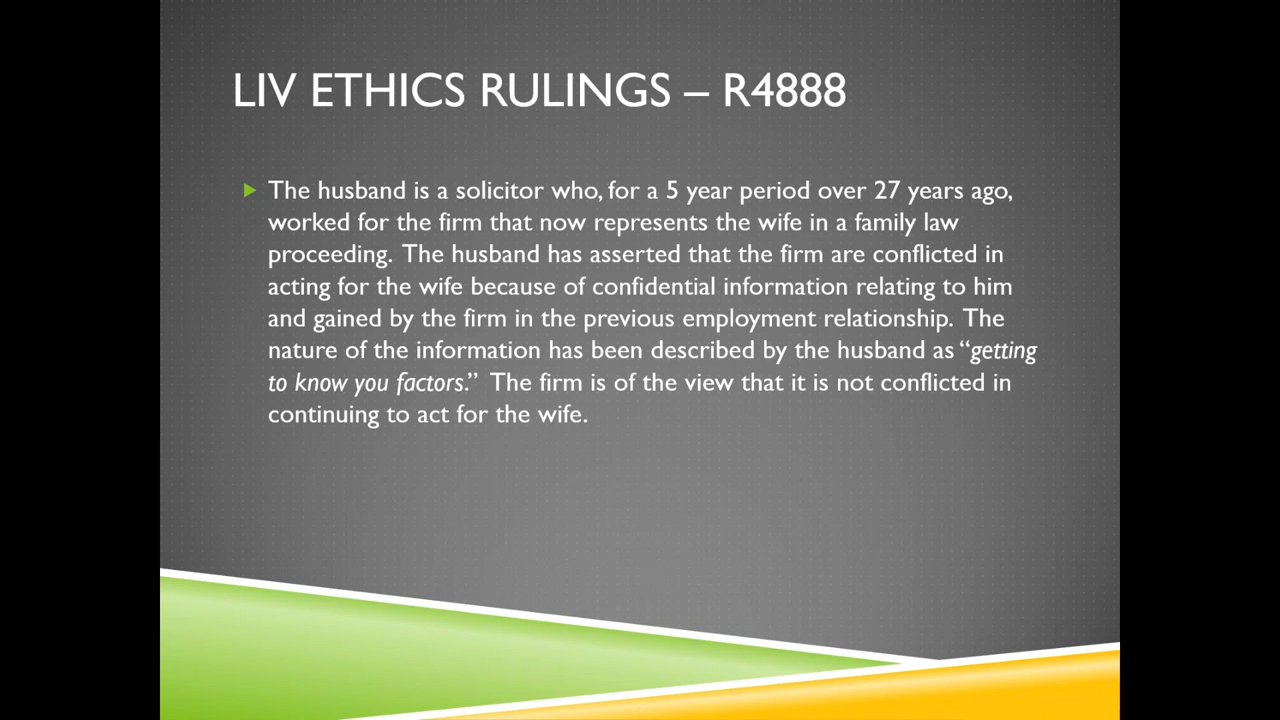 LIV ETHICS RULINGS – R4888
The husband is a solicitor who, for a 5 year period over 27 years ago,
worked for the firm that now represents the wife in a family law
proceeding.  The husband has asserted that the firm are conflicted in
acting for the wife because of confidential information relating to him
and gained by the firm in the previous employment relationship.  The
nature of the information has been described by the husband as “getting
to know you factors.”  The firm is of the view that it is not conflicted in
continuing to act for the wife.